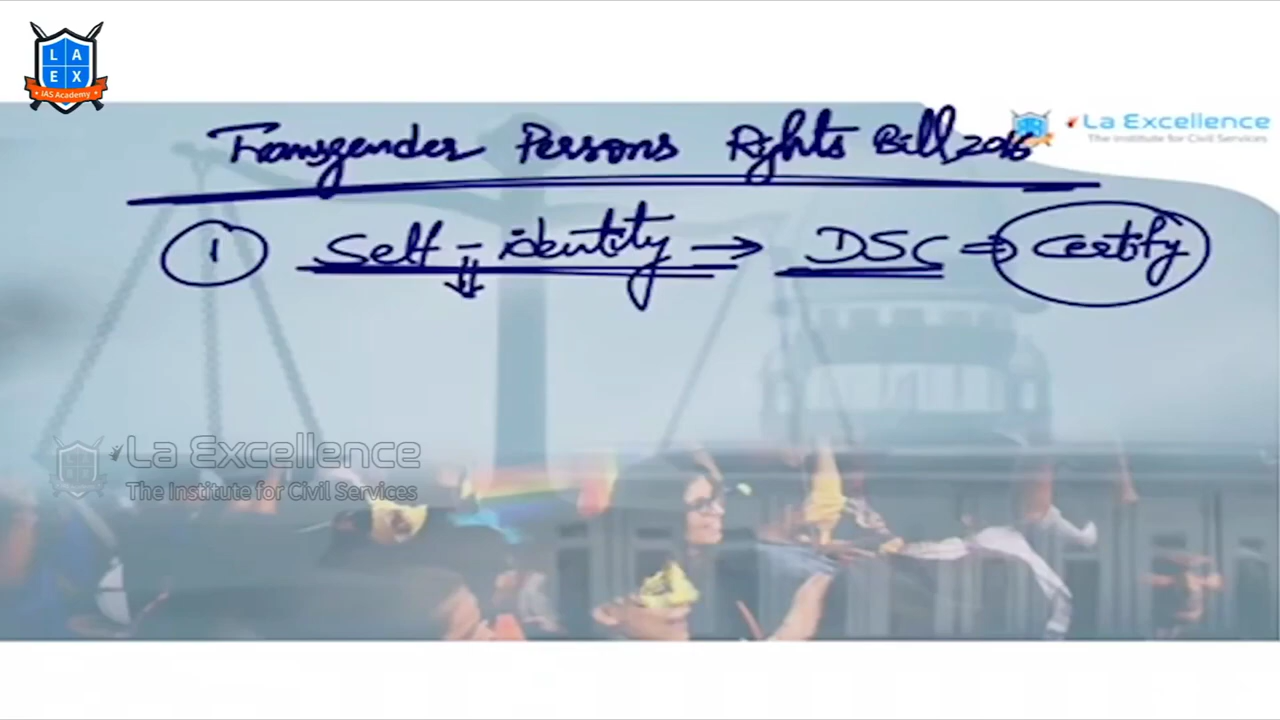 L A
E X
IAS Academy
La Excellence
The Institute for Civil Services
Transgender Persons Rights Bill 2016
1 Self-identity → DSC ⇒ Certify
La Excellence
The Institute for Civil Services